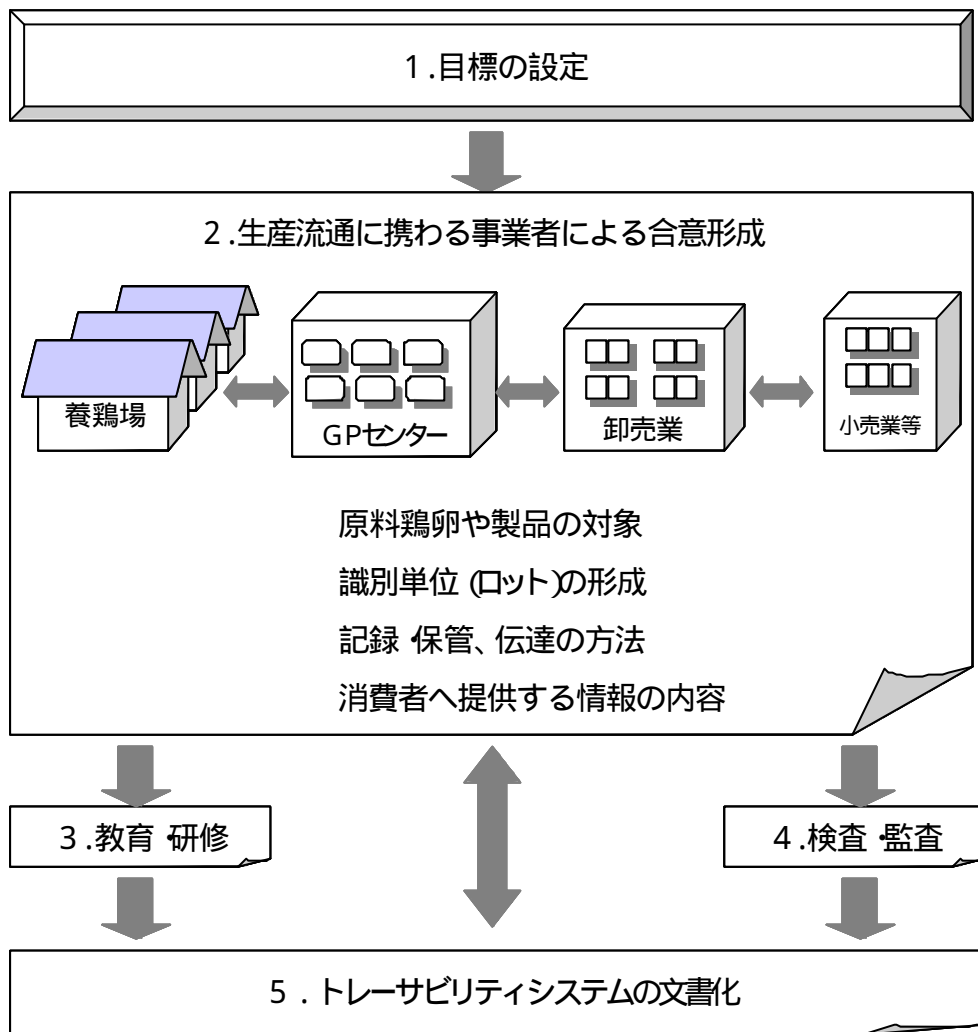 1.目標の設定
2.生産流通に携わる事業者による合意形成
養鶏場
GPセンター
卸売業
小売業等
原料鶏卵や製品の対象
識別単位(ロット)の形成
記録・保管、伝達の方法
消費者へ提供する情報の内容
3.教育・研修
4.検査・監査
5.トレーサビリティシステムの文書化